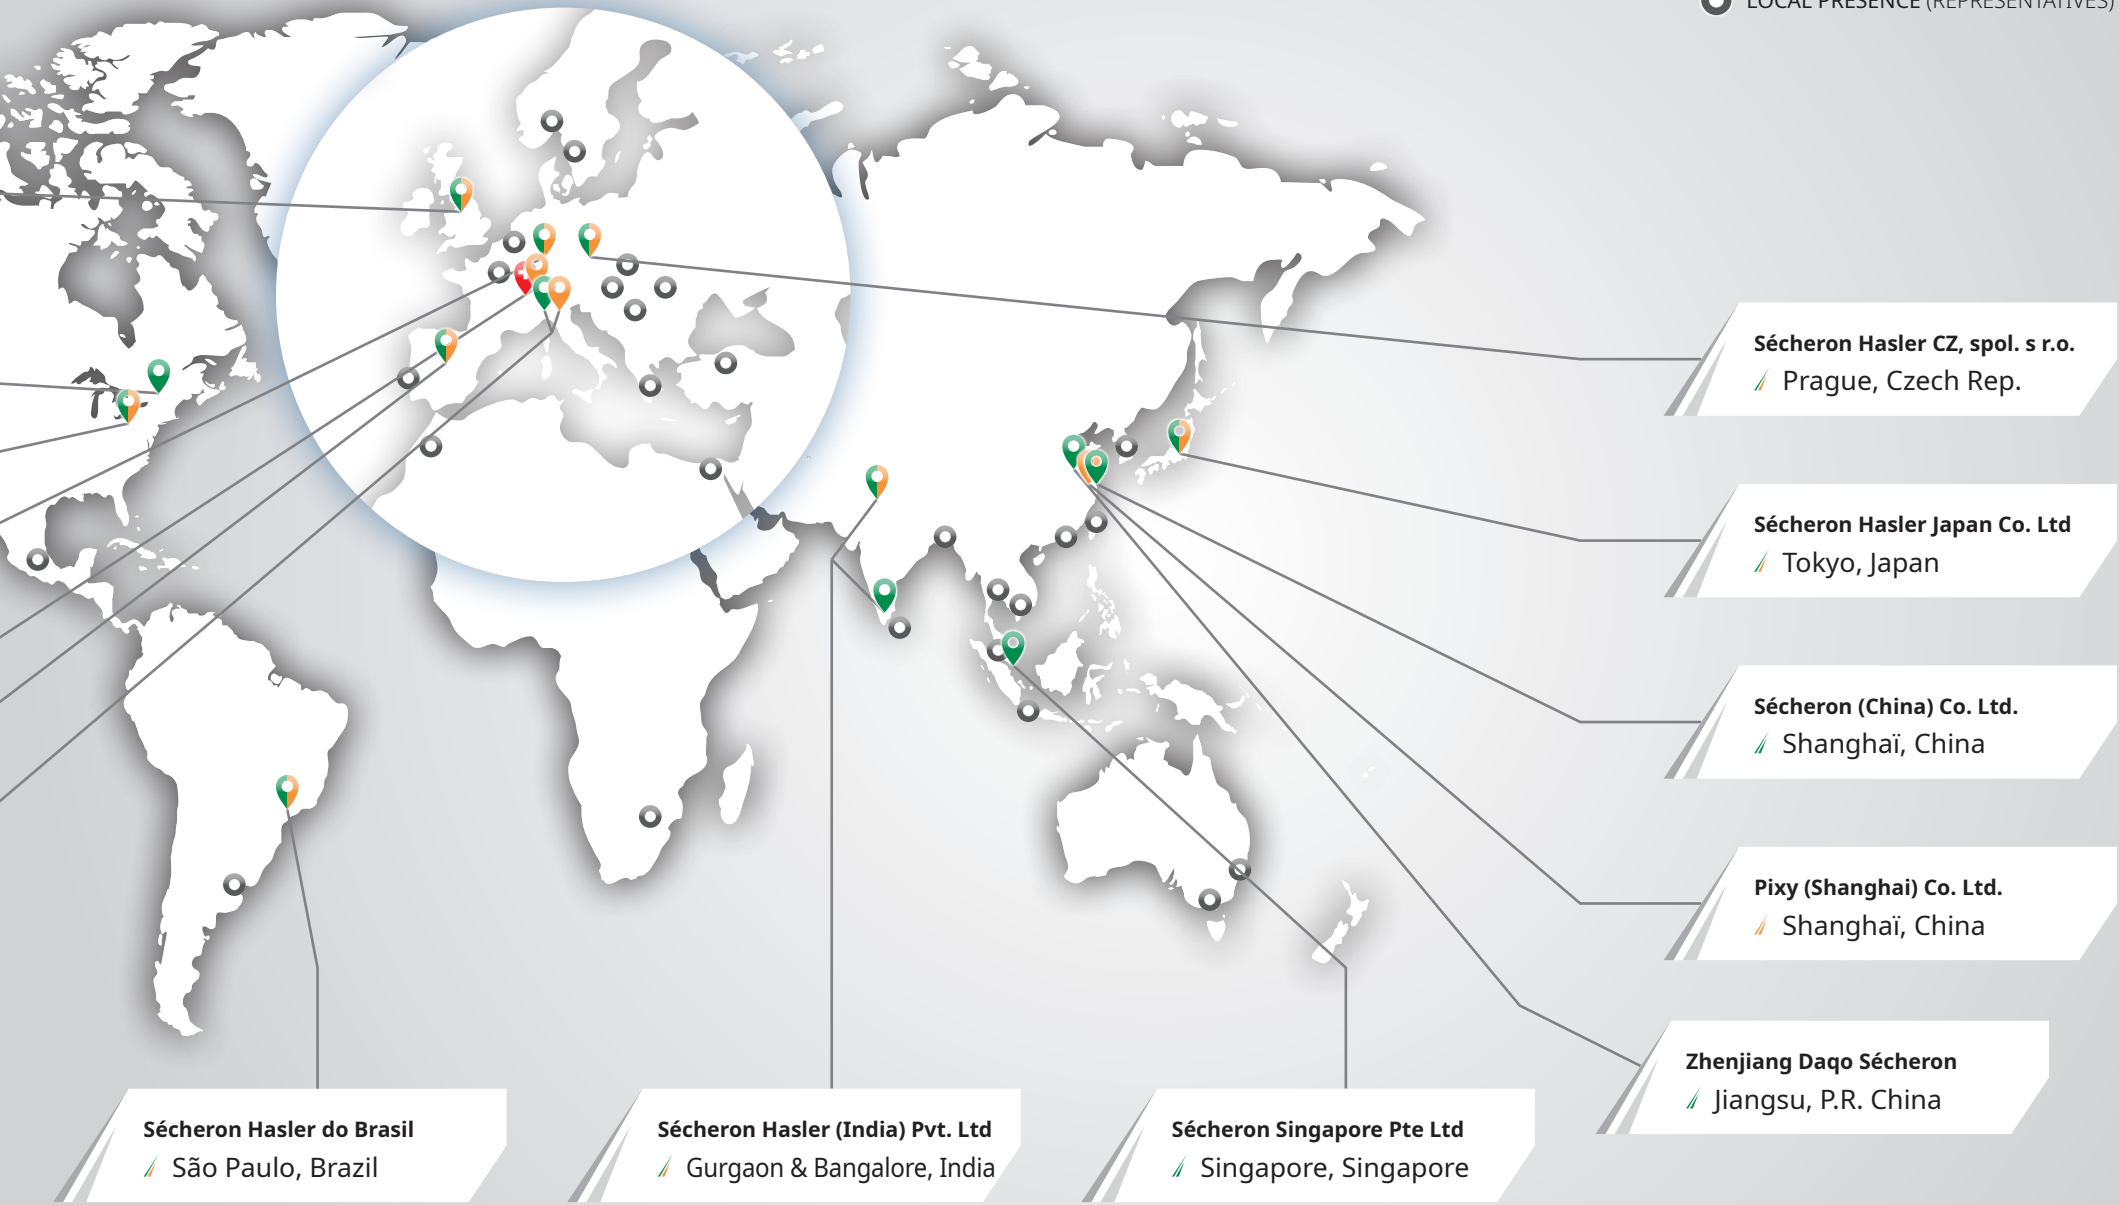 LOCAL PRESENCE (REPRESENTATIVES)
Sécheron Hasler CZ, spol. s r.o.
Prague, Czech Rep.
Sécheron Hasler Japan Co. Ltd
Tokyo, Japan
Sécheron (China) Co. Ltd.
Shanghaï, China
Pixy (Shanghai) Co. Ltd.
Shanghaï, China
Zhenjiang Daqo Sécheron
Jiangsu, P.R. China
Sécheron Hasler do Brasil
São Paulo, Brazil
Sécheron Hasler (India) Pvt. Ltd
Gurgaon & Bangalore, India
Sécheron Singapore Pte Ltd
Singapore, Singapore